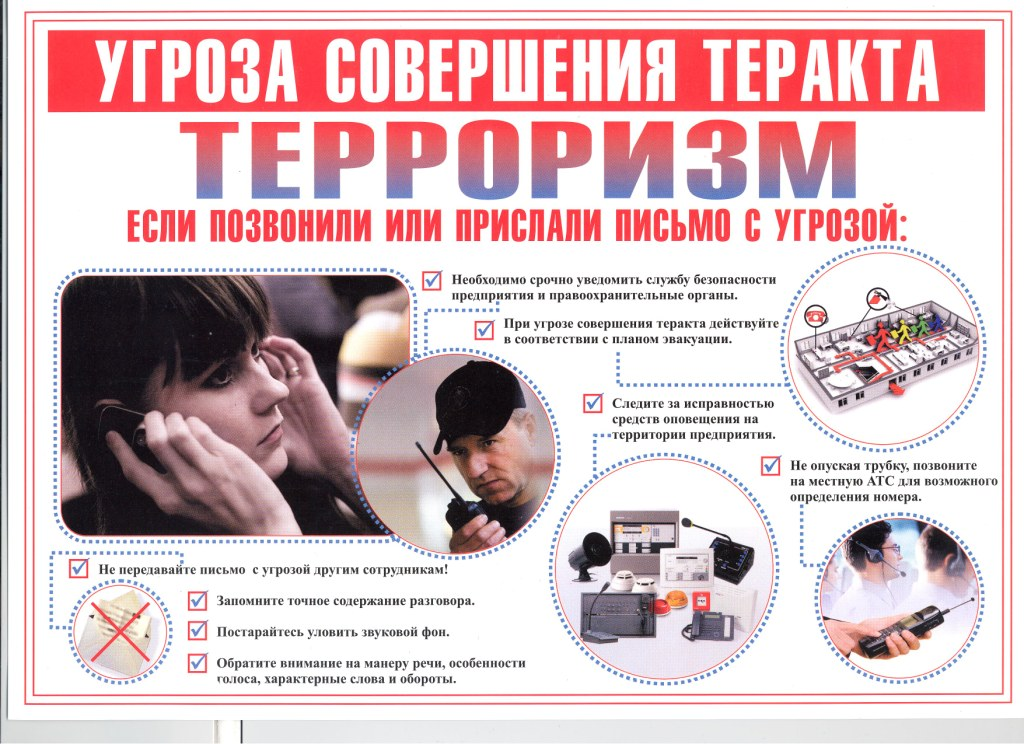 УГРОЗА СОВЕРШЕНИЯ ТЕРАКТА
ТЕРРОРИЗМ
ЕСЛИ ПОЗВОНИЛИ ИЛИ ПРИСЛАЛИ ПИСЬМО С УГРОЗОЙ:
Необходимо срочно уведомить службу безопасности
предприятия и правоохранительные органы.
При угрозе совершения теракта действуйте
в соответствии с планом эвакуации.
Следите за исправностью
средств оповещения на
территории предприятия.
Не опуская трубку, позвоните
на местную АТС для возможного
определения номера.
Не передавайте письмо с угрозой другим сотрудникам!
Запомните точное содержание разговора.
Постарайтесь уловить звуковой фон.
Обратите внимание на манеру речи, особенности
голоса, характерные слова и обороты.